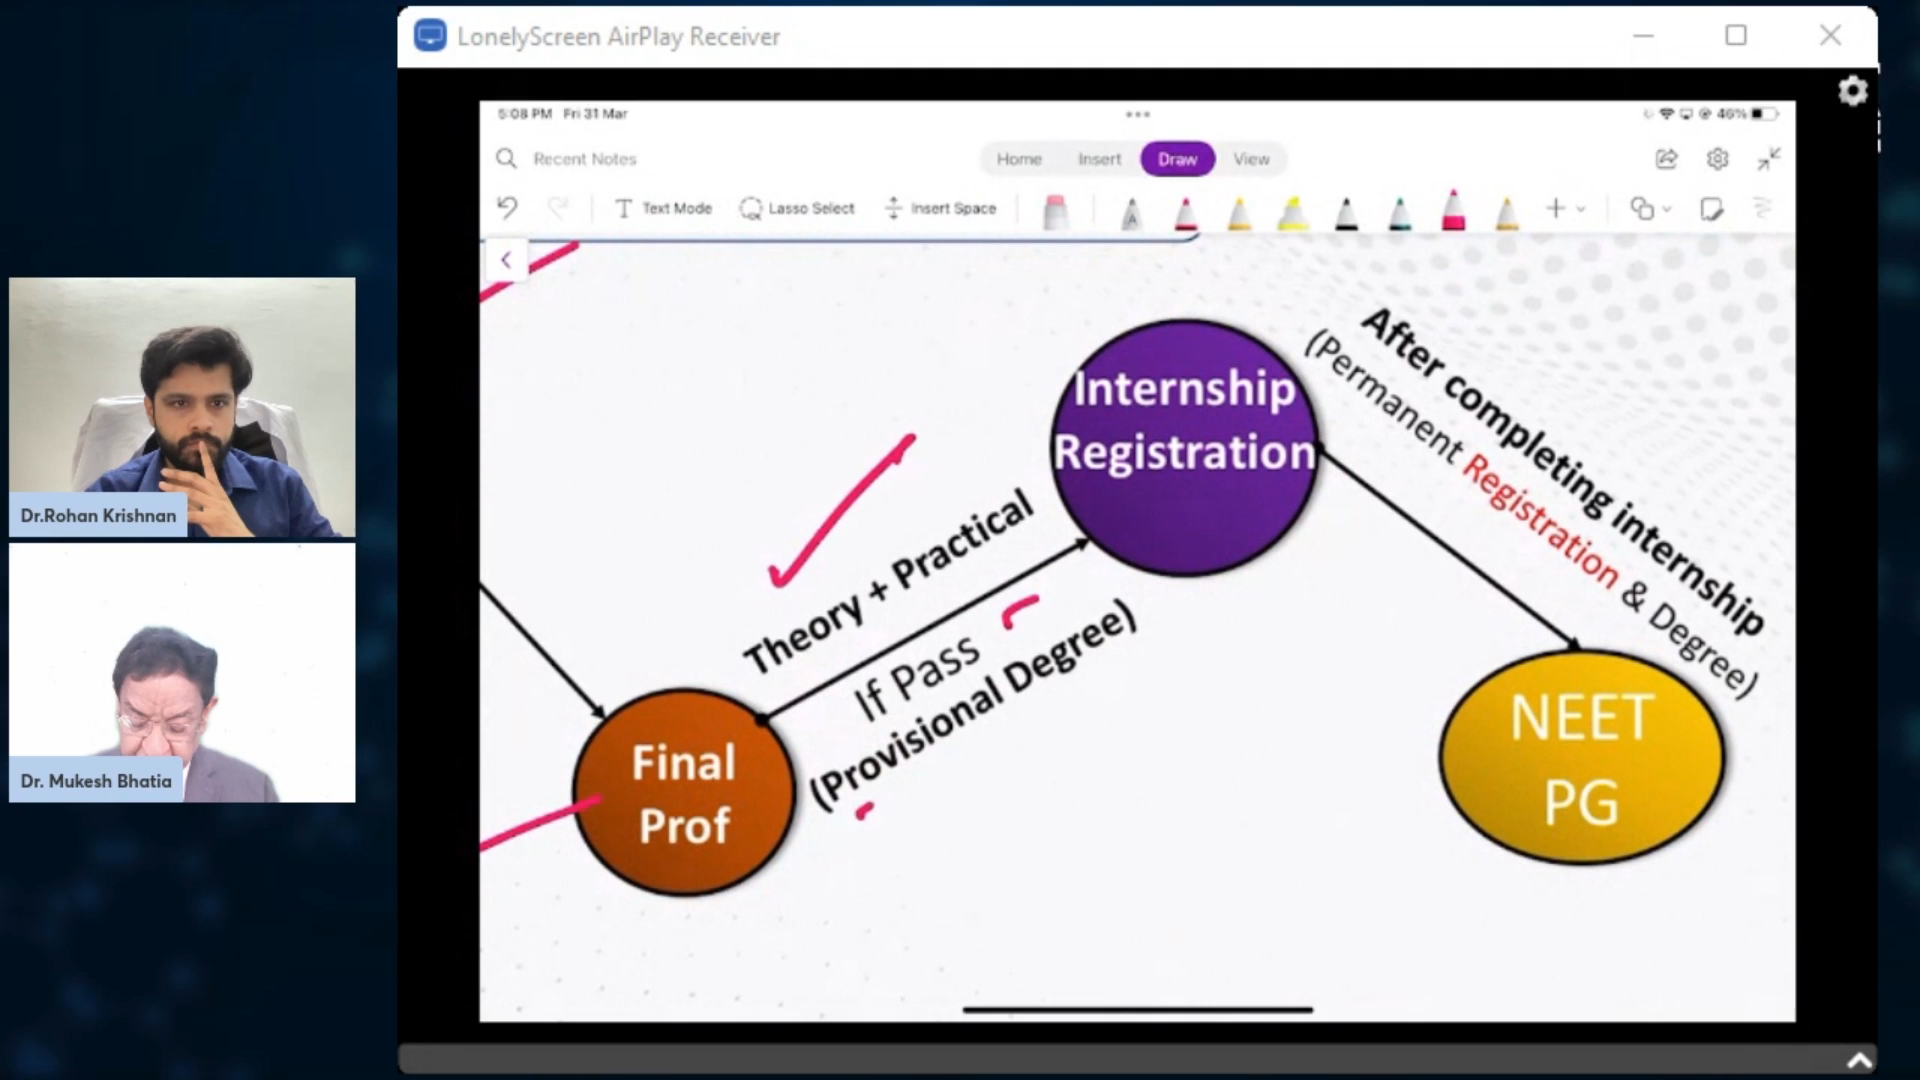 LonelyScreen AirPlay Receiver
5:08 PM Fri 31 Mar
46%
Recent Notes
Home Insert Draw View
Text Mode Lasso Select Insert Space
Internship
Registration
After completing internship
(Permanent Registration & Degree)
Theory + Practical
If Pass
(Provisional Degree)
Final
Prof
NEET
PG
Dr.Rohan Krishnan
Dr. Mukesh Bhatia